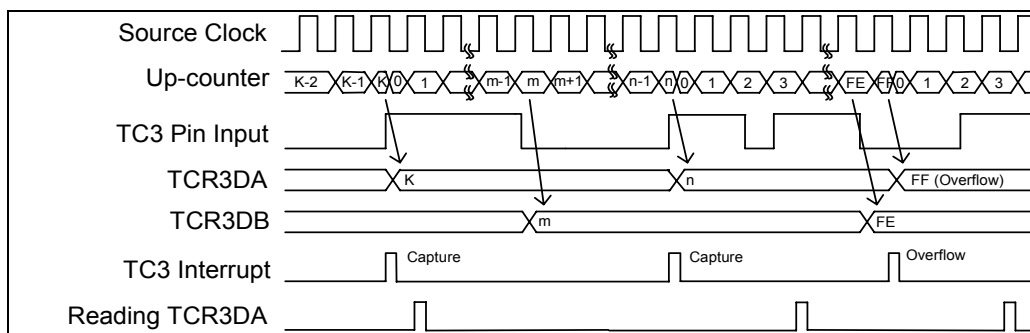 Source Clock
Up-counter K-2 K-1 K 0 1 m-1 m m+1 n-1 n 0 1 2 3 FE FF 0 1 2 3
TC3 Pin Input
TCR3DA K n FF (Overflow)
TCR3DB m FE
TC3 Interrupt Capture Capture Overflow
Reading TCR3DA